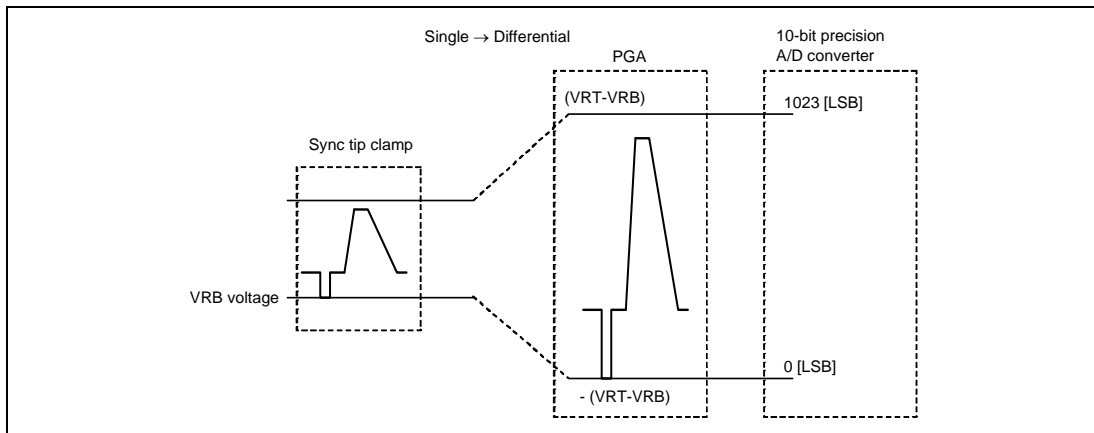 Single → Differential
10-bit precision
A/D converter
PGA
(VRT-VRB)
1023 [LSB]
Sync tip clamp
VRB voltage
0 [LSB]
- (VRT-VRB)